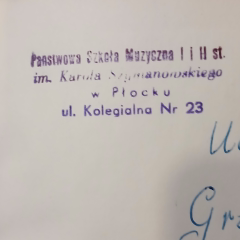 Państwowa Szkoła Muzyczna I i II st.
im. Karola Szymanowskiego
w Płocku
ul. Kolegialna Nr 23